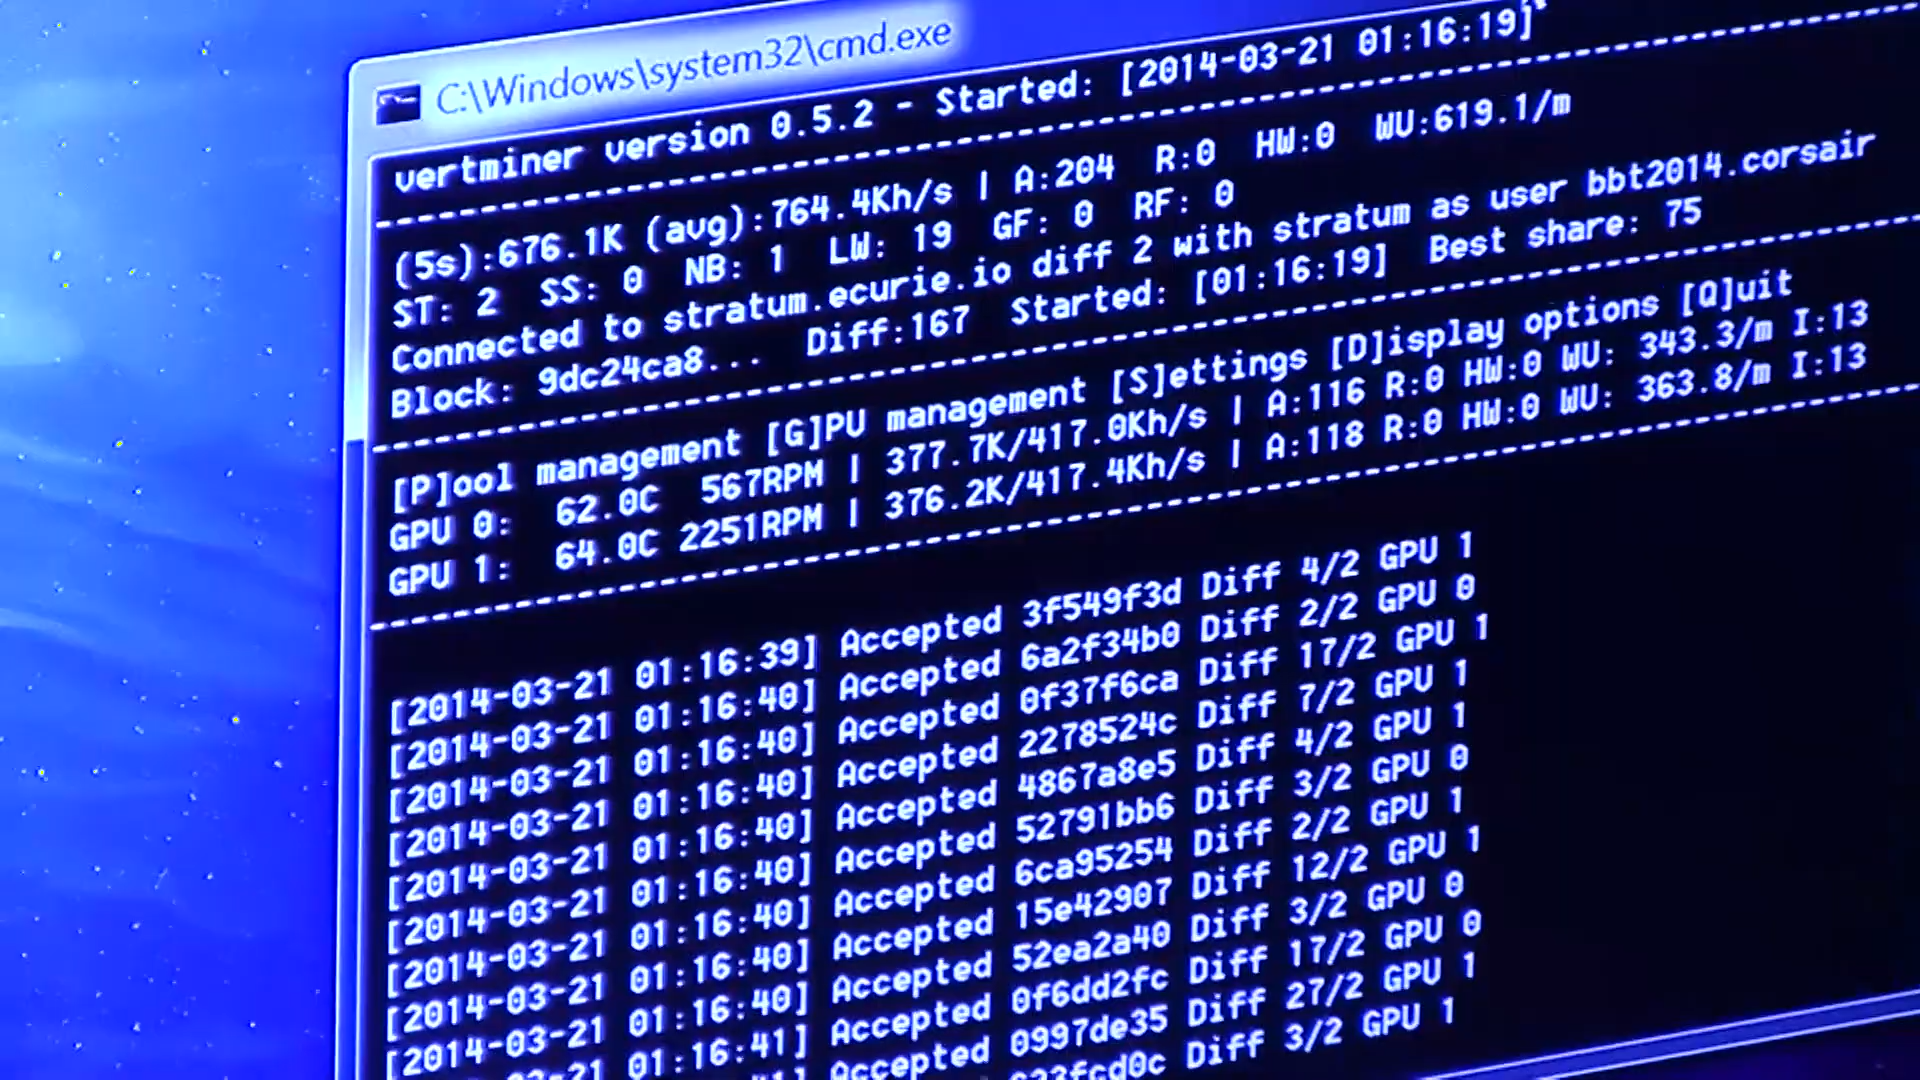 C:\Windows\system32\cmd.exe
vertminer version 0.5.2 - Started: [2014-03-21 01:16:19]
(5s):676.1K (avg):764.4Kh/s | A:204 R:0 HW:0 WU:619.1/m
ST: 2 SS: 0 NB: 1 LW: 19 GF: 0 RF: 0
Connected to stratum.ecurie.io diff 2 with stratum as user bbt2014.corsair
Block: 9dc24ca8... Diff:167 Started: [01:16:19] Best share: 75
[P]ool management [G]PU management [S]ettings [D]isplay options [Q]uit
GPU 0: 62.0C 567RPM | 377.7K/417.0Kh/s | A:116 R:0 HW:0 WU: 343.3/m I:13
GPU 1: 64.0C 2251RPM | 376.2K/417.4Kh/s | A:118 R:0 HW:0 WU: 363.8/m I:13
[2014-03-21 01:16:39] Accepted 3f549f3d Diff 4/2 GPU 1
[2014-03-21 01:16:40] Accepted 6a2f34b0 Diff 2/2 GPU 0
[2014-03-21 01:16:40] Accepted 0f37f6ca Diff 17/2 GPU 1
[2014-03-21 01:16:40] Accepted 2278524c Diff 7/2 GPU 1
[2014-03-21 01:16:40] Accepted 4867a8e5 Diff 4/2 GPU 1
[2014-03-21 01:16:40] Accepted 52791bb6 Diff 3/2 GPU 0
[2014-03-21 01:16:40] Accepted 6ca95254 Diff 2/2 GPU 1
[2014-03-21 01:16:40] Accepted 15e42907 Diff 12/2 GPU 1
[2014-03-21 01:16:40] Accepted 52ea2a40 Diff 3/2 GPU 0
[2014-03-21 01:16:41] Accepted 0f6dd2fc Diff 17/2 GPU 0
Accepted 0997de35 Diff 27/2 GPU 1
Diff 3/2 GPU 1